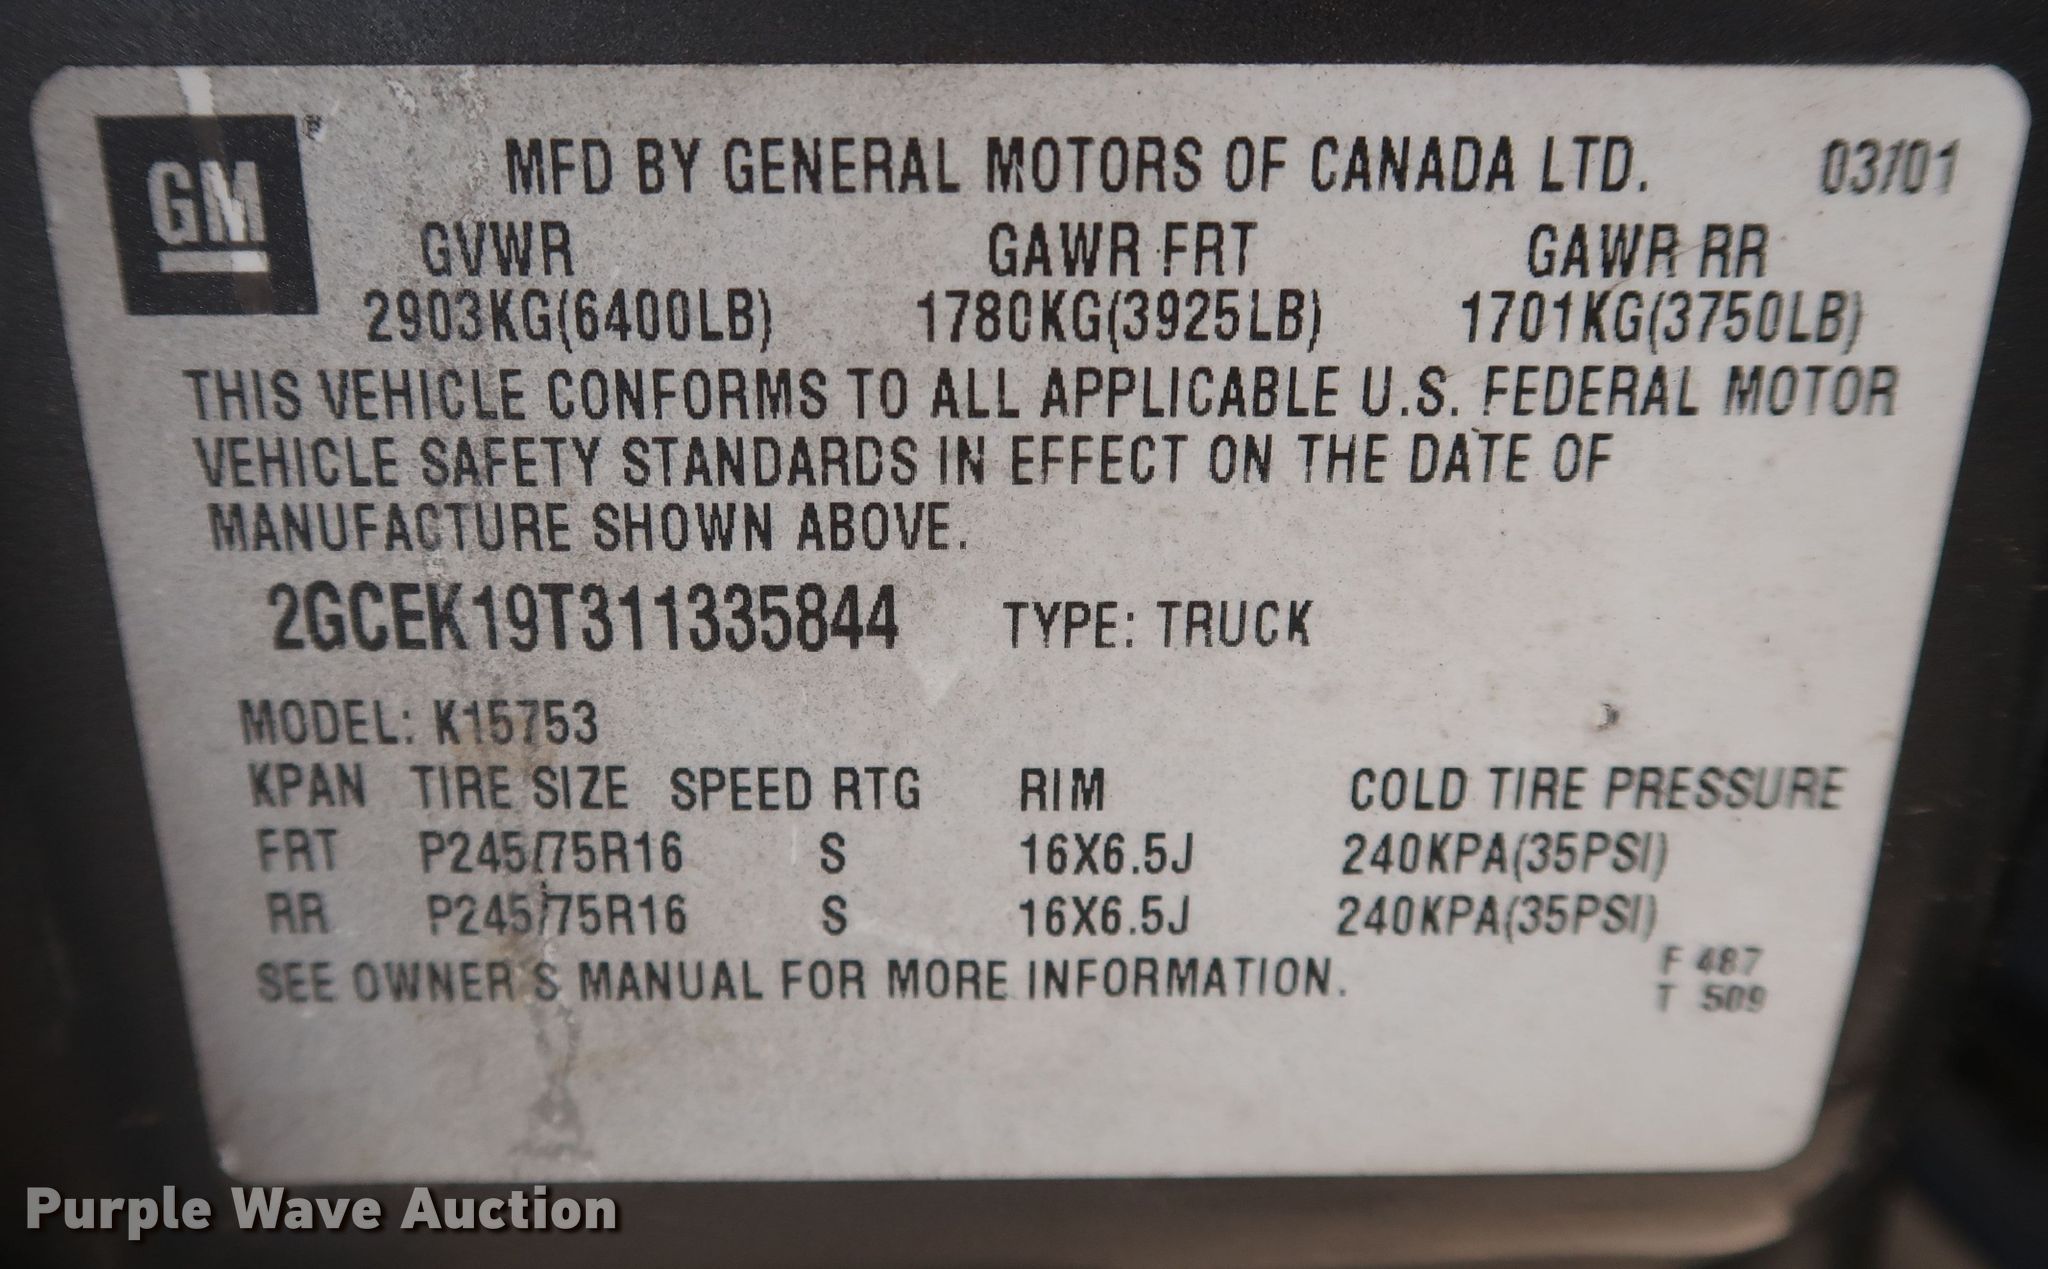 GM
MFD BY GENERAL MOTORS OF CANADA LTD. 03/01
GVWR GAWR FRT GAWR RR
2903KG(6400LB) 1780KG(3925LB) 1701KG(3750LB)
THIS VEHICLE CONFORMS TO ALL APPLICABLE U.S. FEDERAL MOTOR
VEHICLE SAFETY STANDARDS IN EFFECT ON THE DATE OF
MANUFACTURE SHOWN ABOVE.
2GCEK19T311335844 TYPE: TRUCK
MODEL: K15753
KPAN TIRE SIZE SPEED RTG RIM COLD TIRE PRESSURE
FRT P245/75R16 S 16X6.5J 240KPA(35PSI)
RR P245/75R16 S 16X6.5J 240KPA(35PSI)
SEE OWNER'S MANUAL FOR MORE INFORMATION.
F 487
T 509
Purple Wave Auction